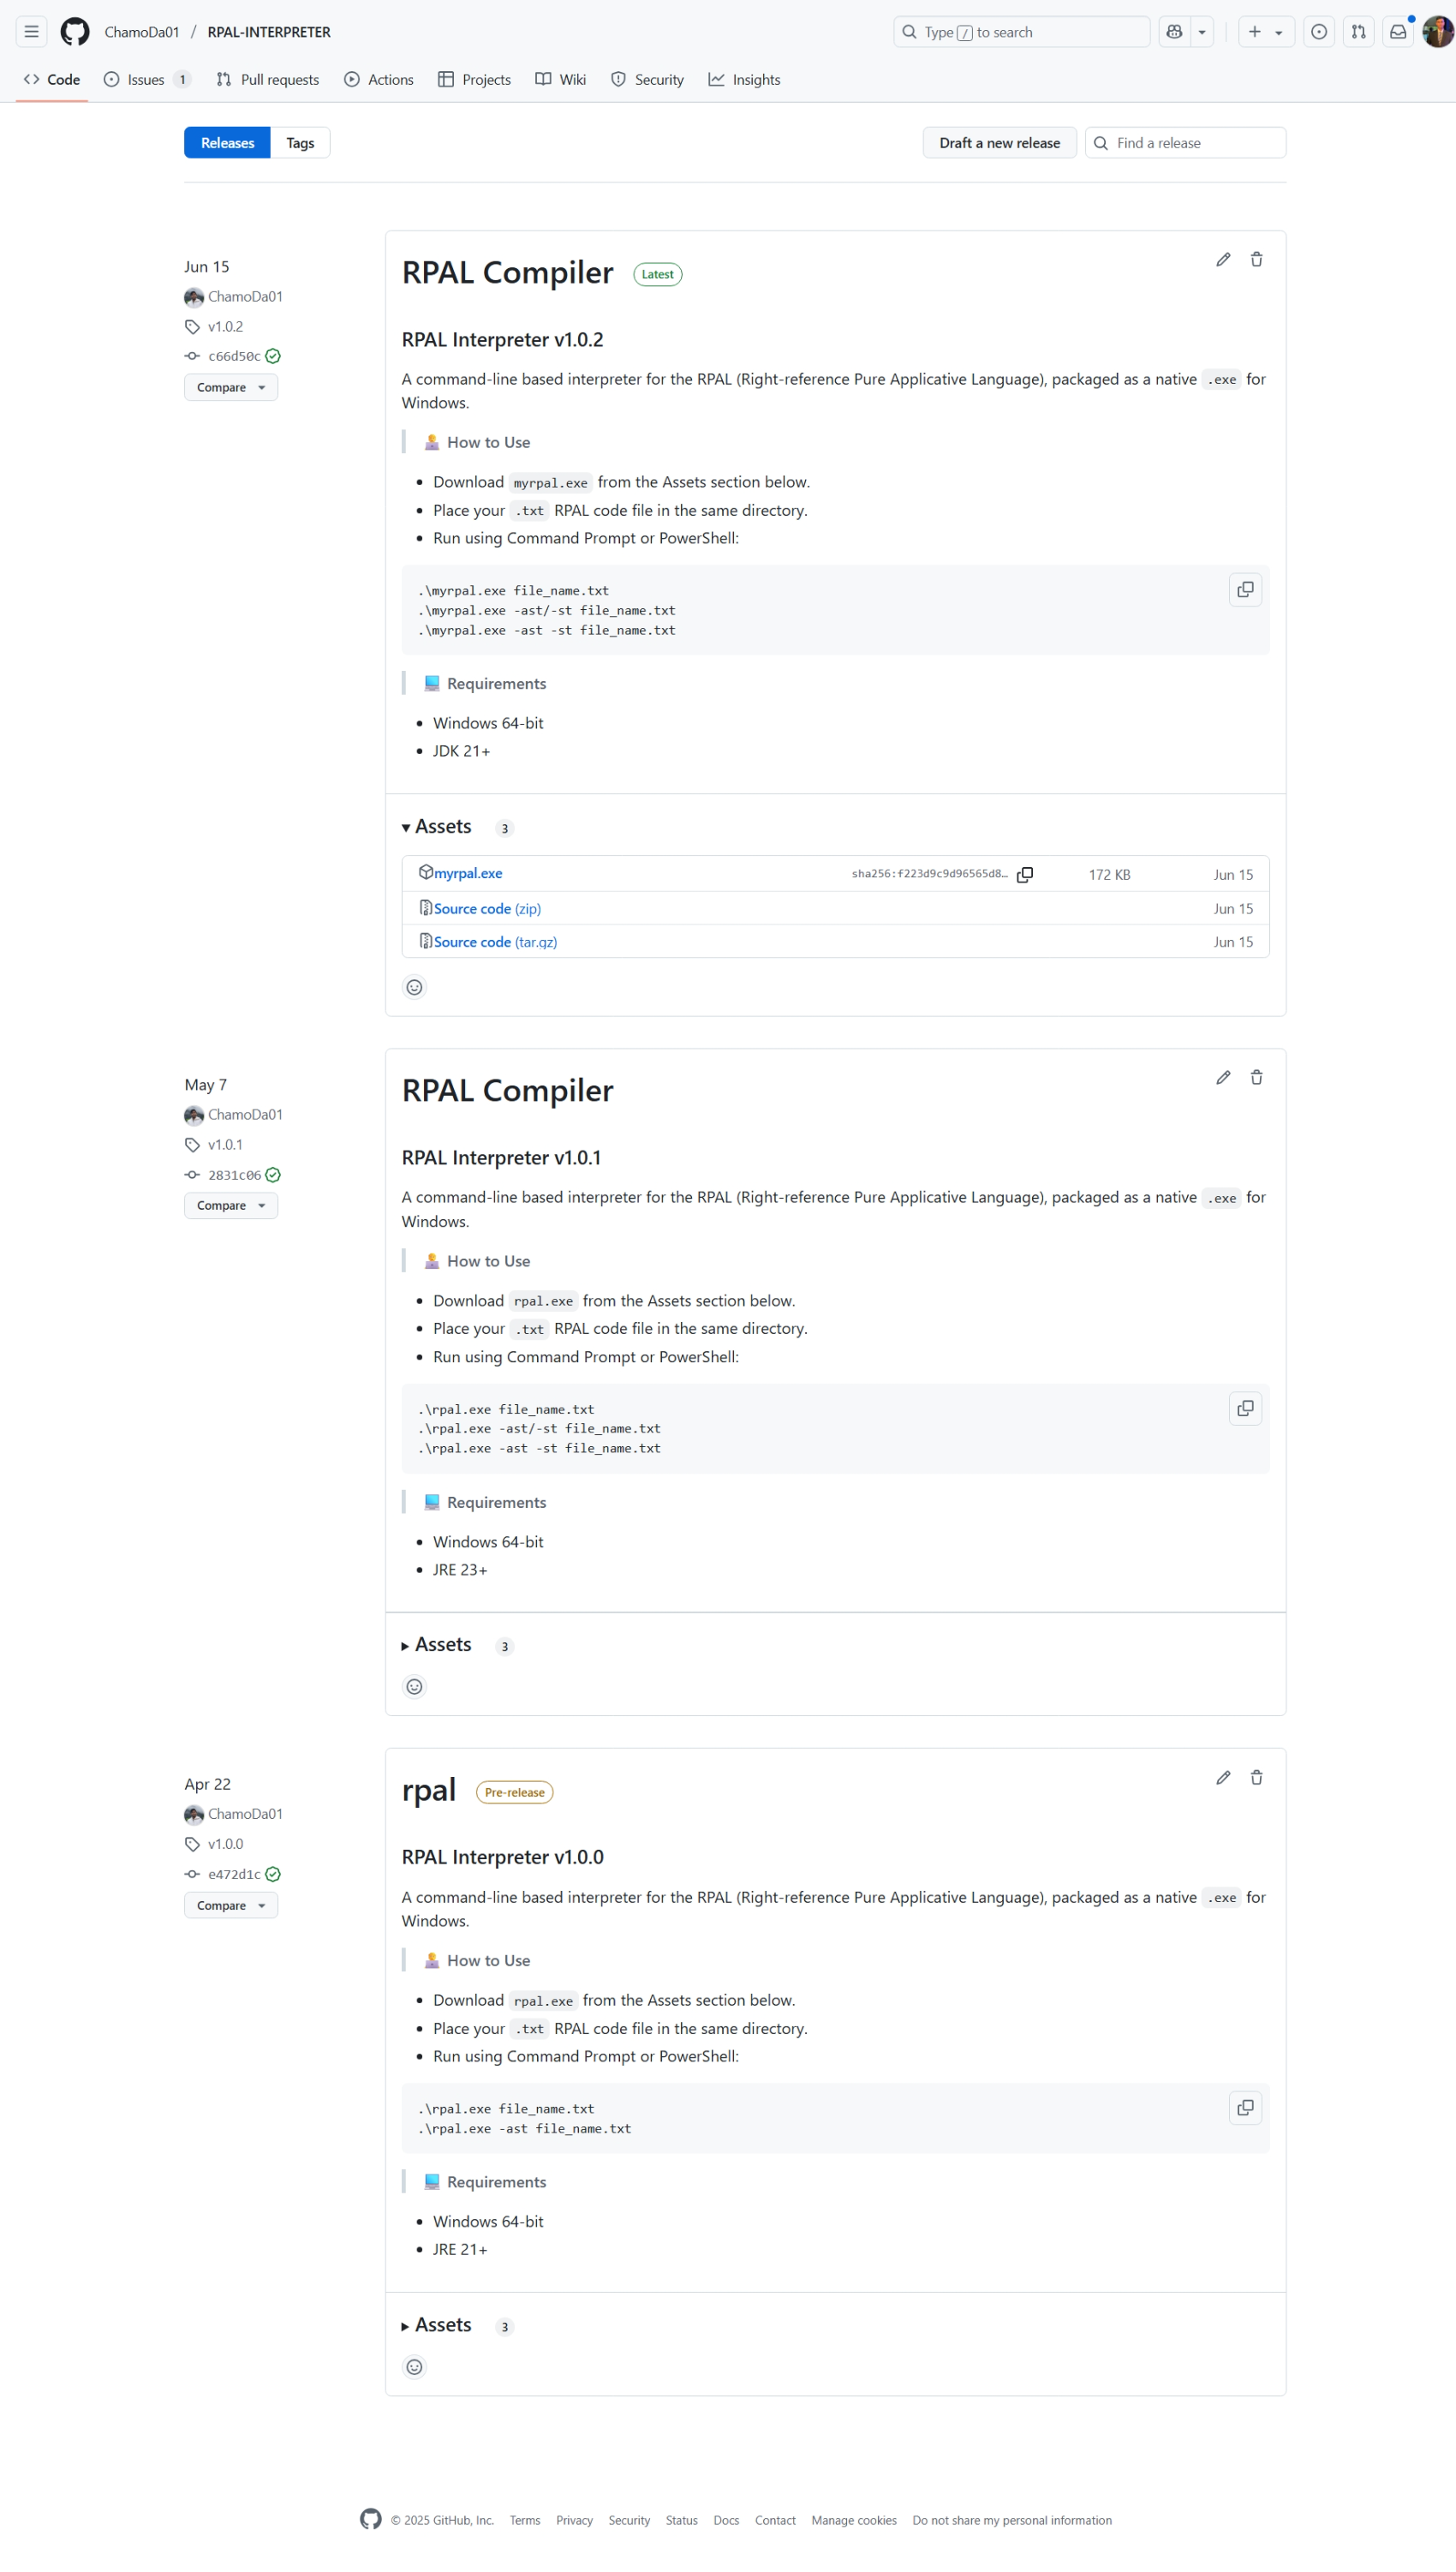 ChamoDa01 / RPAL-INTERPRETER
Type / to search
Code
Issues 1
Pull requests
Actions
Projects
Wiki
Security
Insights
Releases
Tags
Draft a new release
Find a release
Jun 15
ChamoDa01
v1.0.2
c66d50c
Compare
RPAL Compiler Latest
RPAL Interpreter v1.0.2
A command-line based interpreter for the RPAL (Right-reference Pure Applicative Language), packaged as a native .exe for
Windows.
How to Use
Download myrpal.exe from the Assets section below.
Place your .txt RPAL code file in the same directory.
Run using Command Prompt or PowerShell:
.\myrpal.exe file_name.txt
.\myrpal.exe -ast/-st file_name.txt
.\myrpal.exe -ast -st file_name.txt
Requirements
Windows 64-bit
JDK 21+
Assets 3
myrpal.exe sha256:f223d9c9d96565d8… 172 KB Jun 15
Source code (zip) Jun 15
Source code (tar.gz) Jun 15
May 7
ChamoDa01
v1.0.1
2831c06
Compare
RPAL Compiler
RPAL Interpreter v1.0.1
A command-line based interpreter for the RPAL (Right-reference Pure Applicative Language), packaged as a native .exe for
Windows.
How to Use
Download rpal.exe from the Assets section below.
Place your .txt RPAL code file in the same directory.
Run using Command Prompt or PowerShell:
.\rpal.exe file_name.txt
.\rpal.exe -ast/-st file_name.txt
.\rpal.exe -ast -st file_name.txt
Requirements
Windows 64-bit
JRE 23+
Assets 3
Apr 22
ChamoDa01
v1.0.0
e472d1c
Compare
rpal Pre-release
RPAL Interpreter v1.0.0
A command-line based interpreter for the RPAL (Right-reference Pure Applicative Language), packaged as a native .exe for
Windows.
How to Use
Download rpal.exe from the Assets section below.
Place your .txt RPAL code file in the same directory.
Run using Command Prompt or PowerShell:
.\rpal.exe file_name.txt
.\rpal.exe -ast file_name.txt
Requirements
Windows 64-bit
JRE 21+
Assets 3
© 2025 GitHub, Inc. Terms Privacy Security Status Docs Contact Manage cookies Do not share my personal information